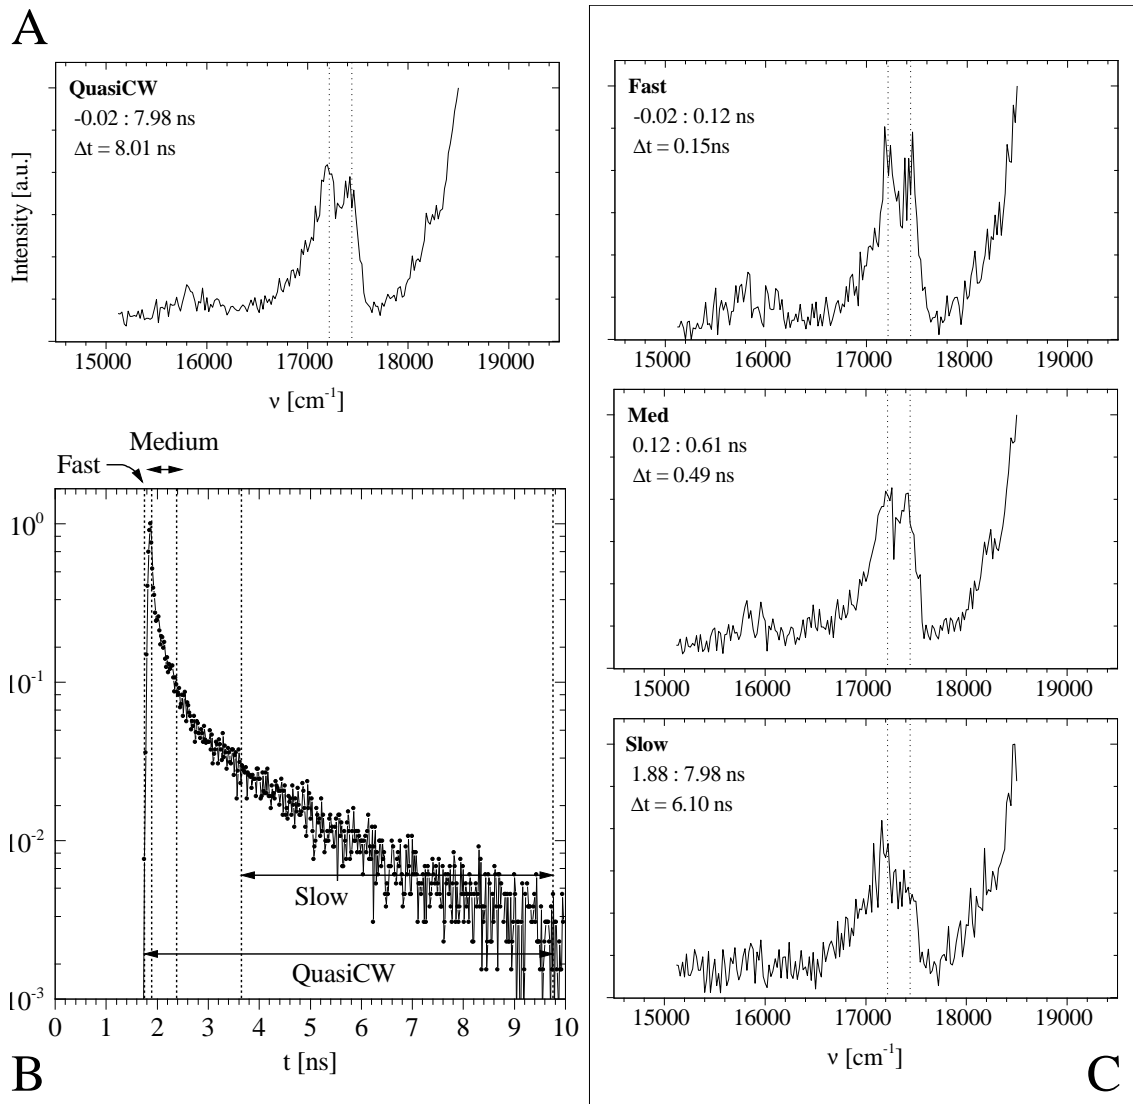 A
QuasiCW
-0.02 : 7.98 ns
Δt = 8.01 ns
Intensity [a.u.]
15000 16000 17000 18000 19000
ν [cm⁻¹]
Medium
Fast
10⁰
10⁻¹
10⁻²
10⁻³
Slow
QuasiCW
0 1 2 3 4 5 6 7 8 9 10
t [ns]
B
Fast
-0.02 : 0.12 ns
Δt = 0.15ns
15000 16000 17000 18000 19000
Med
0.12 : 0.61 ns
Δt = 0.49 ns
15000 16000 17000 18000 19000
Slow
1.88 : 7.98 ns
Δt = 6.10 ns
15000 16000 17000 18000 19000
ν [cm⁻¹]
C